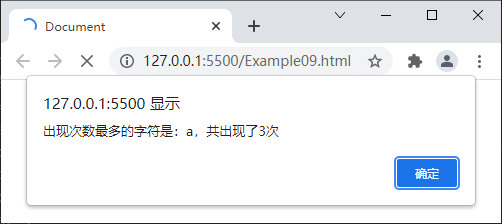 Document
127.0.0.1:5500/Example09.html
127.0.0.1:5500 显示
出现次数最多的字符是：a，共出现了3次
确定